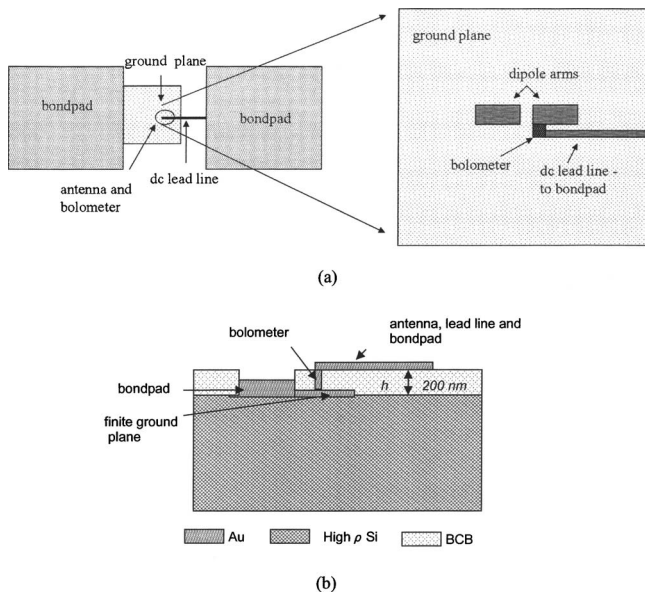 ground plane
bondpad
bondpad
antenna and
bolometer
dc lead line
ground plane
dipole arms
bolometer
dc lead line -
to bondpad
(a)
bolometer
antenna, lead line and
bondpad
bondpad
h 200 nm
finite ground
plane
Au
High ρ Si
BCB
(b)